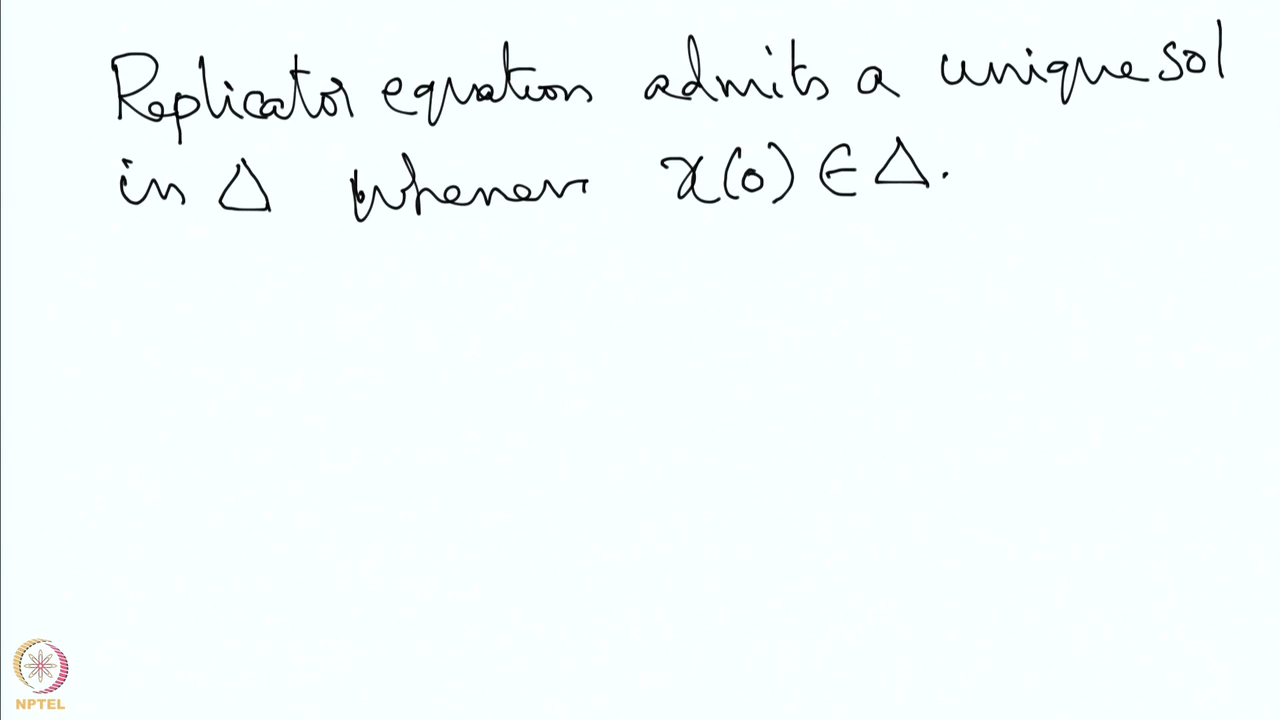 Replicator equation admits a unique sol
in Δ whenever x(0) ∈ Δ.
NPTEL